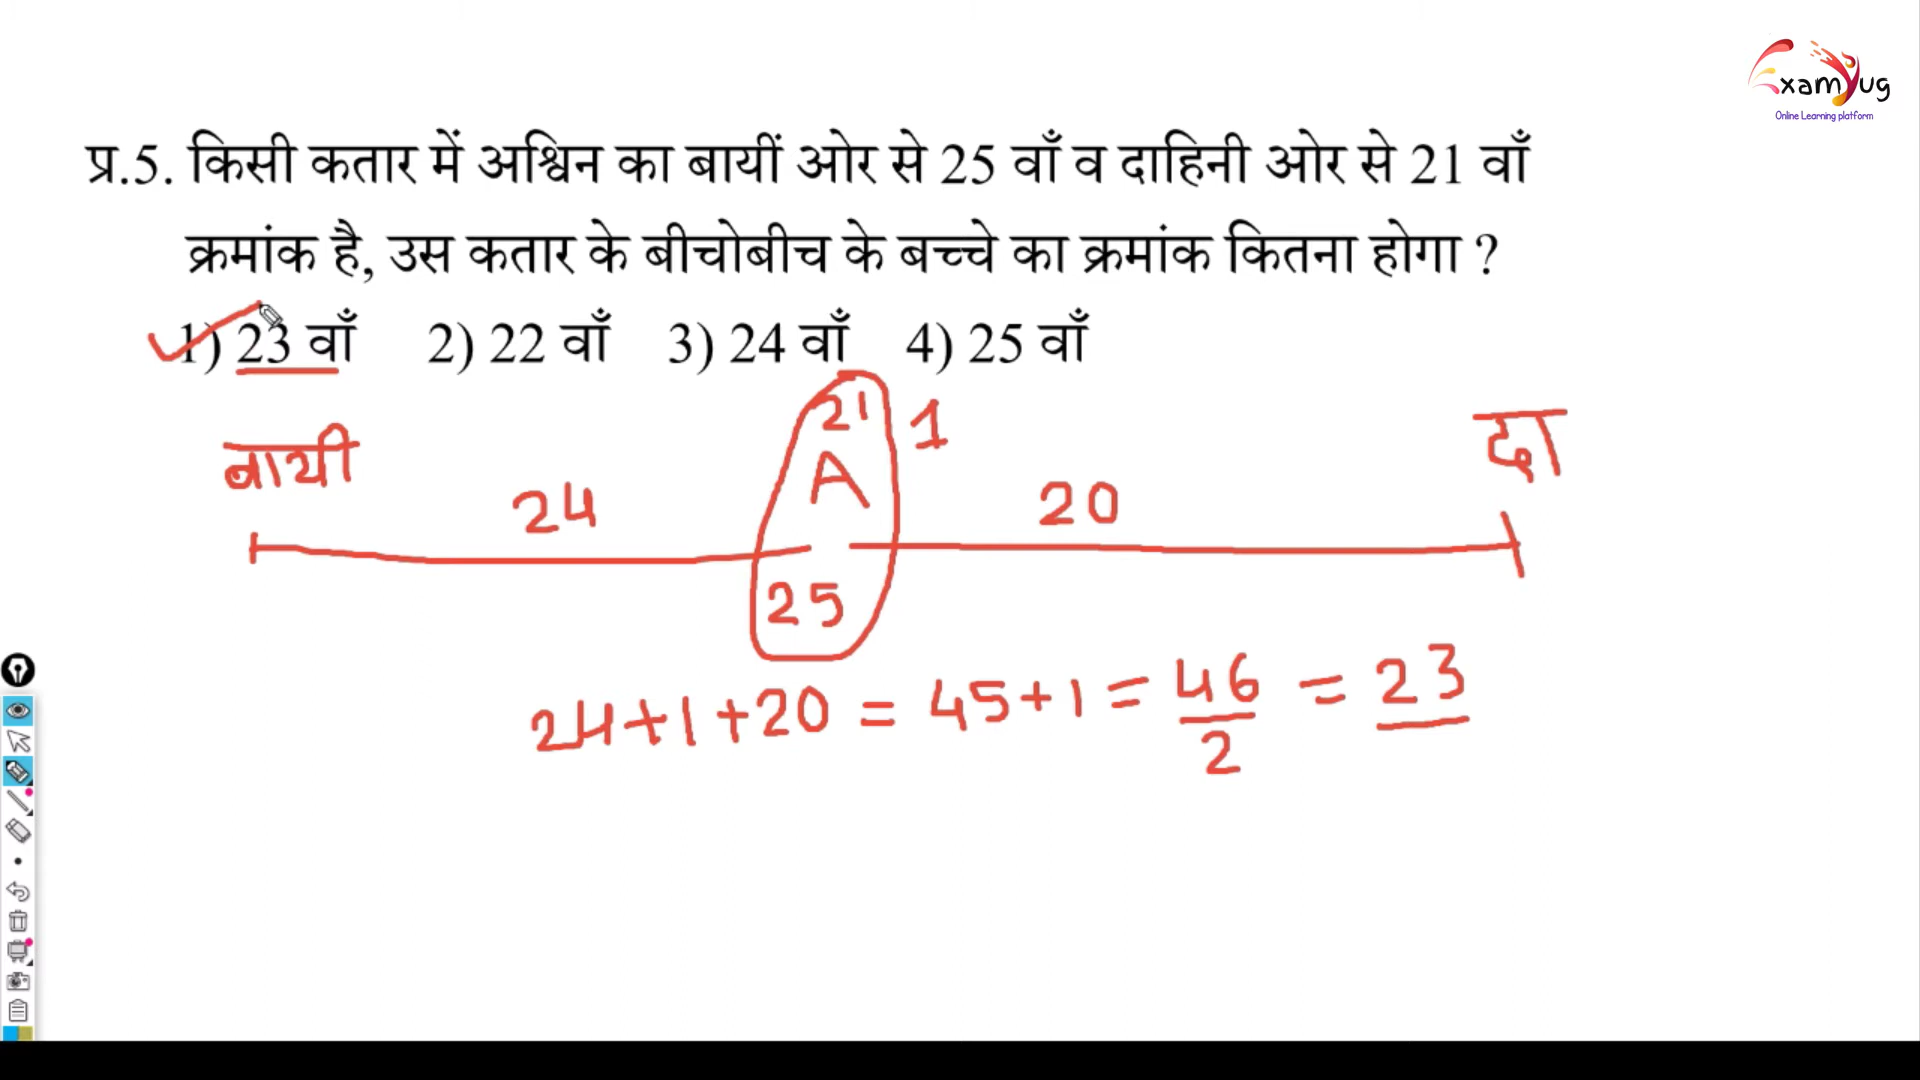 xamYug
Online Learning platform
प्र.5. किसी कतार में अश्विन का बायीं ओर से 25 वाँ व दाहिनी ओर से 21 वाँ
क्रमांक है, उस कतार के बीचोबीच के बच्चे का क्रमांक कितना होगा ?
1) 23 वाँ 2) 22 वाँ 3) 24 वाँ 4) 25 वाँ
21 1
बायी A दा
24 20
25
24+1+20 = 45+1 = 46/2 = 23